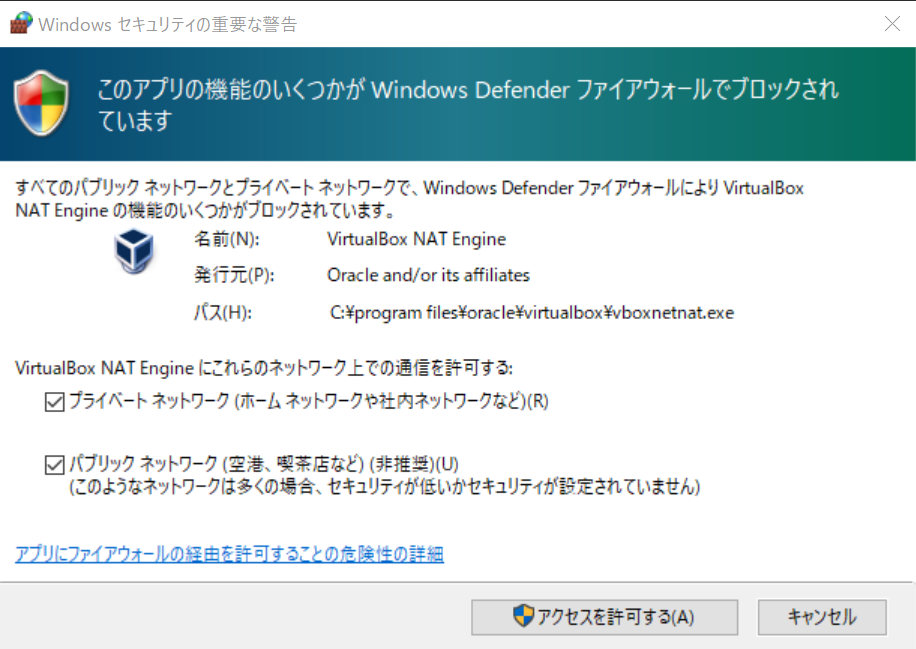 Windows セキュリティの重要な警告
このアプリの機能のいくつかが Windows Defender ファイアウォールでブロックされ
ています
すべてのパブリック ネットワークとプライベート ネットワークで、Windows Defender ファイアウォールにより VirtualBox
NAT Engine の機能のいくつかがブロックされています。
名前(N): VirtualBox NAT Engine
発行元(P): Oracle and/or its affiliates
パス(H): C:¥program files¥oracle¥virtualbox¥vboxnetnat.exe
VirtualBox NAT Engine にこれらのネットワーク上での通信を許可する:
プライベート ネットワーク (ホーム ネットワークや社内ネットワークなど)(R)
パブリック ネットワーク (空港、喫茶店など) (非推奨)(U)
(このようなネットワークは多くの場合、セキュリティが低いかセキュリティが設定されていません)
アプリにファイアウォールの経由を許可することの危険性の詳細
アクセスを許可する(A) キャンセル